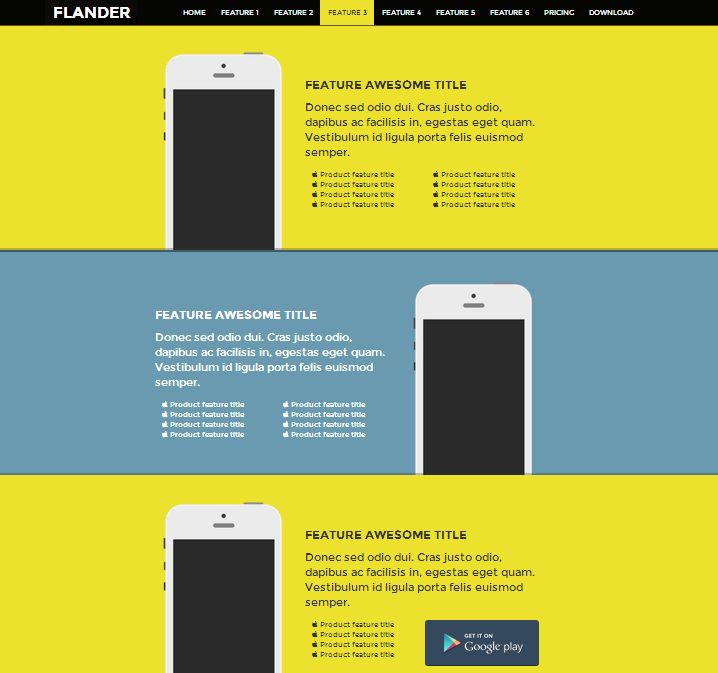 FLANDER HOME FEATURE 1 FEATURE 2 FEATURE 3 FEATURE 4 FEATURE 5 FEATURE 6 PRICING DOWNLOAD
FEATURE AWESOME TITLE
Donec sed odio dui. Cras justo odio,
dapibus ac facilisis in, egestas eget quam.
Vestibulum id ligula porta felis euismod
semper.
Product feature title Product feature title
Product feature title Product feature title
Product feature title Product feature title
Product feature title Product feature title
FEATURE AWESOME TITLE
Donec sed odio dui. Cras justo odio,
dapibus ac facilisis in, egestas eget quam.
Vestibulum id ligula porta felis euismod
semper.
Product feature title Product feature title
Product feature title Product feature title
Product feature title Product feature title
Product feature title Product feature title
FEATURE AWESOME TITLE
Donec sed odio dui. Cras justo odio,
dapibus ac facilisis in, egestas eget quam.
Vestibulum id ligula porta felis euismod
semper.
Product feature title
Product feature title
Product feature title
Product feature title
GET IT ON
Google play